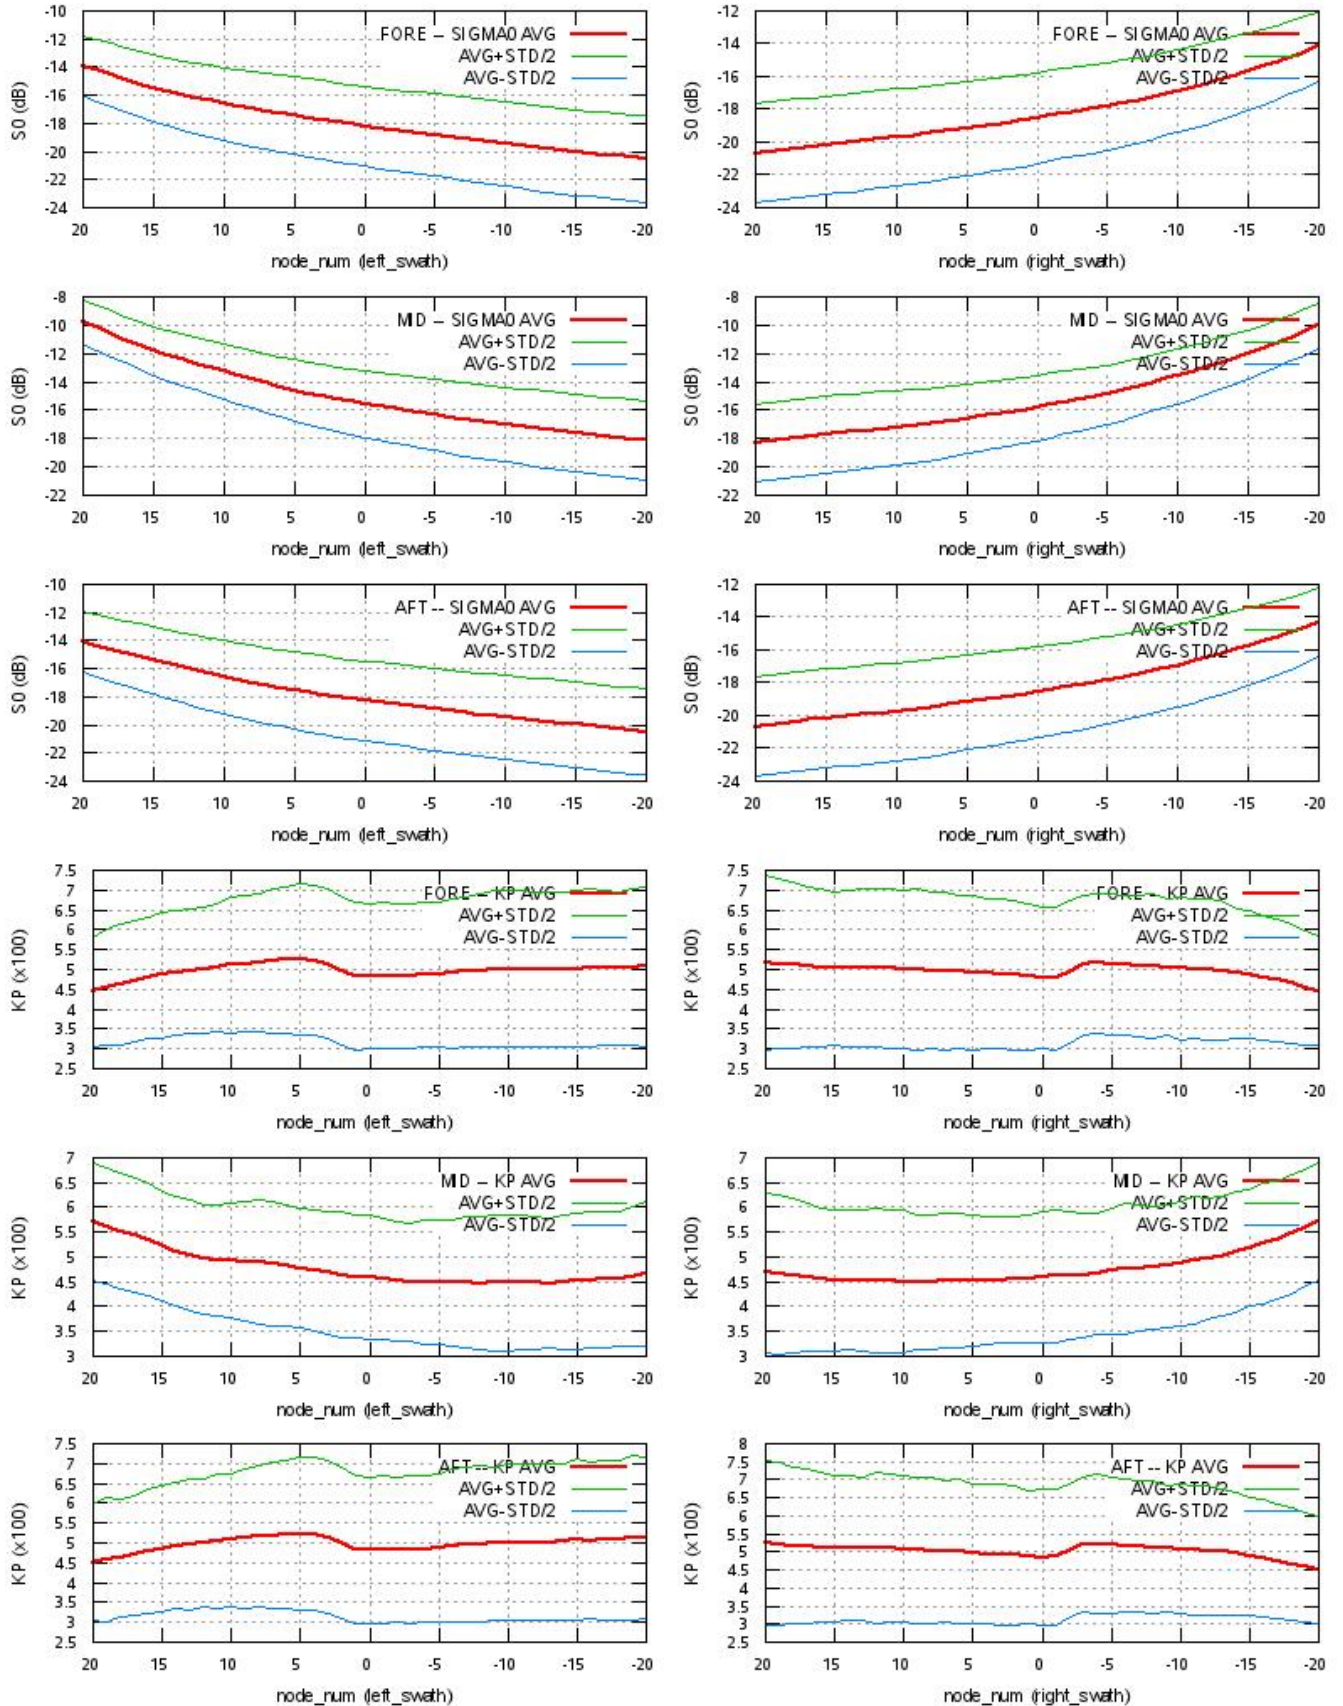 FORE -- SIGMA0 AVG
AVG+STD/2
AVG-STD/2
S0 (dB)
-10
-12
-14
-16
-18
-20
-22
-24
20 15 10 5 0 -5 -10 -15 -20
node_num (left_swath)
FORE -- SIGMA0 AVG
AVG+STD/2
AVG-STD/2
S0 (dB)
-12
-14
-16
-18
-20
-22
-24
20 15 10 5 0 -5 -10 -15 -20
node_num (right_swath)
MID -- SIGMA0 AVG
AVG+STD/2
AVG-STD/2
S0 (dB)
-8
-10
-12
-14
-16
-18
-20
-22
20 15 10 5 0 -5 -10 -15 -20
node_num (left_swath)
MID -- SIGMA0 AVG
AVG+STD/2
AVG-STD/2
S0 (dB)
-8
-10
-12
-14
-16
-18
-20
-22
20 15 10 5 0 -5 -10 -15 -20
node_num (right_swath)
AFT -- SIGMA0 AVG
AVG+STD/2
AVG-STD/2
S0 (dB)
-10
-12
-14
-16
-18
-20
-22
-24
20 15 10 5 0 -5 -10 -15 -20
node_num (left_swath)
AFT -- SIGMA0 AVG
AVG+STD/2
AVG-STD/2
S0 (dB)
-12
-14
-16
-18
-20
-22
-24
20 15 10 5 0 -5 -10 -15 -20
node_num (right_swath)
FORE -- KP AVG
AVG+STD/2
AVG-STD/2
KP (x100)
7.5
7
6.5
6
5.5
5
4.5
4
3.5
3
2.5
20 15 10 5 0 -5 -10 -15 -20
node_num (left_swath)
FORE -- KP AVG
AVG+STD/2
AVG-STD/2
KP (x100)
7.5
7
6.5
6
5.5
5
4.5
4
3.5
3
2.5
20 15 10 5 0 -5 -10 -15 -20
node_num (right_swath)
MID -- KP AVG
AVG+STD/2
AVG-STD/2
KP (x100)
7
6.5
6
5.5
5
4.5
4
3.5
3
20 15 10 5 0 -5 -10 -15 -20
node_num (left_swath)
MID -- KP AVG
AVG+STD/2
AVG-STD/2
KP (x100)
7
6.5
6
5.5
5
4.5
4
3.5
3
20 15 10 5 0 -5 -10 -15 -20
node_num (right_swath)
AFT -- KP AVG
AVG+STD/2
AVG-STD/2
KP (x100)
7.5
7
6.5
6
5.5
5
4.5
4
3.5
3
2.5
20 15 10 5 0 -5 -10 -15 -20
node_num (left_swath)
AFT -- KP AVG
AVG+STD/2
AVG-STD/2
KP (x100)
8
7.5
7
6.5
6
5.5
5
4.5
4
3.5
3
2.5
20 15 10 5 0 -5 -10 -15 -20
node_num (right_swath)